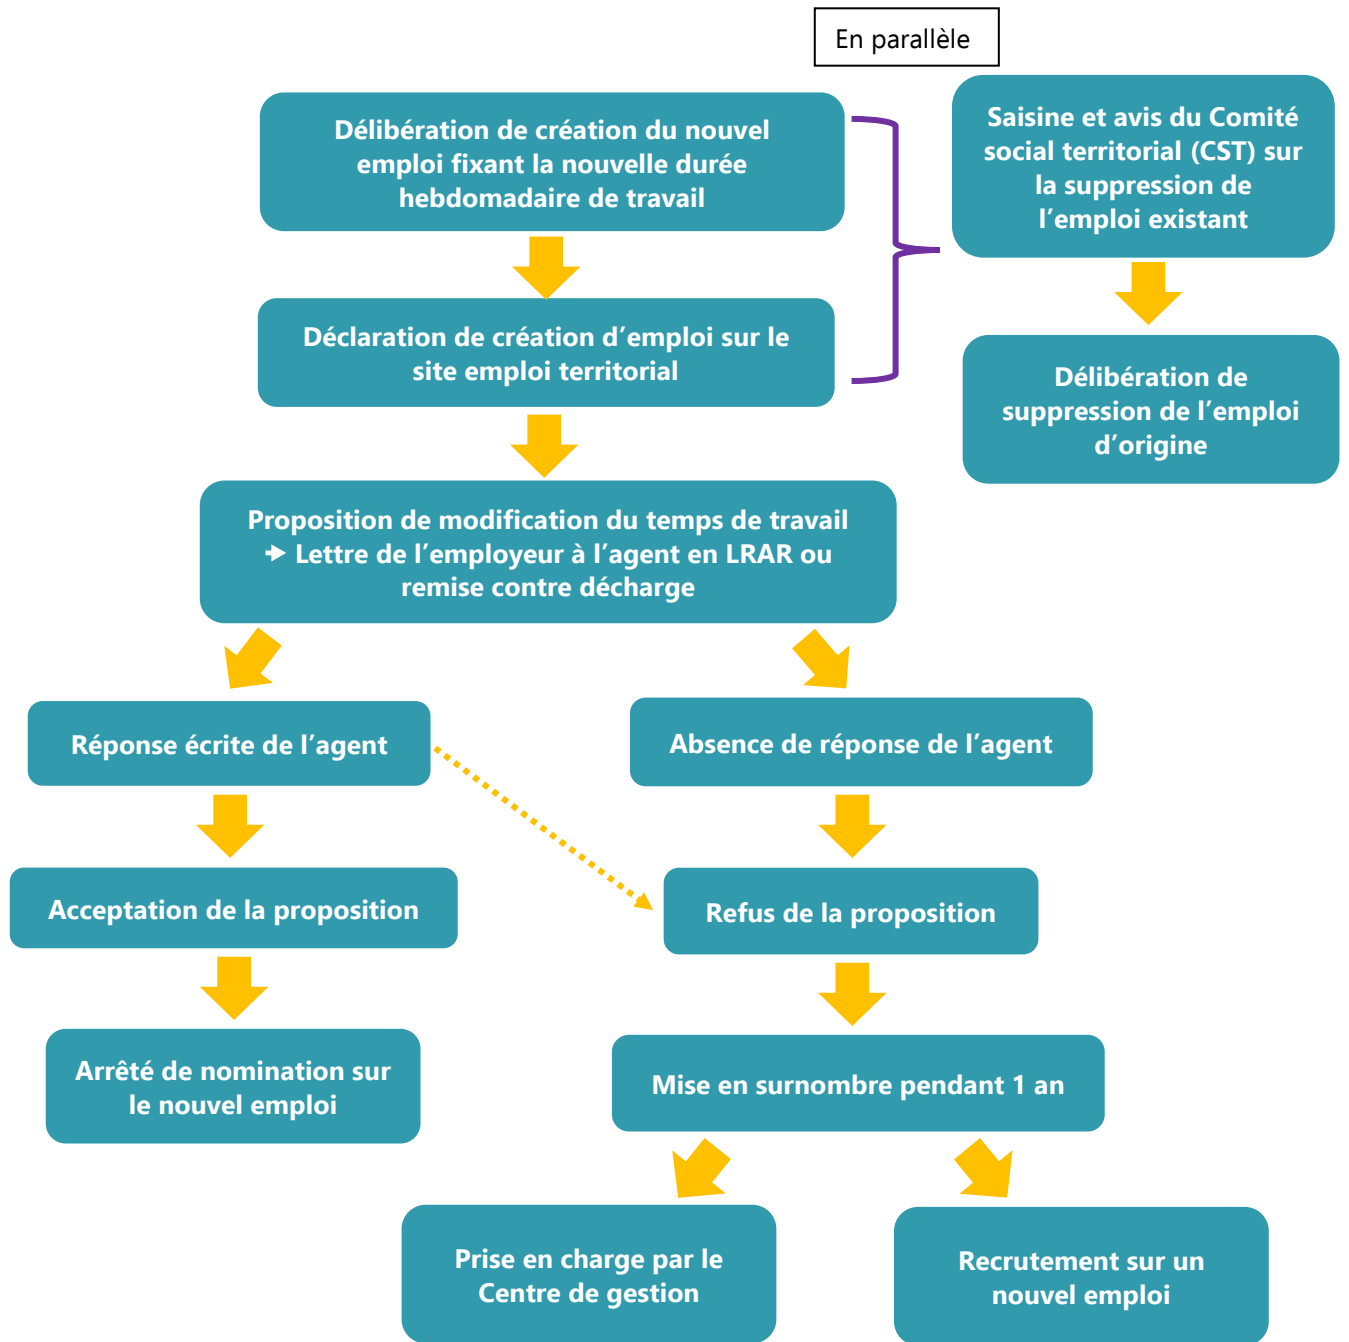 En parallèle
Délibération de création du nouvel
emploi fixant la nouvelle durée
hebdomadaire de travail
Saisine et avis du Comité
social territorial (CST) sur
la suppression de
l’emploi existant
Déclaration de création d’emploi sur le
site emploi territorial
Délibération de
suppression de l’emploi
d’origine
Proposition de modification du temps de travail
🡺 Lettre de l’employeur à l’agent en LRAR ou
remise contre décharge
Réponse écrite de l’agent
Absence de réponse de l’agent
Acceptation de la proposition
Refus de la proposition
Arrêté de nomination sur
le nouvel emploi
Mise en surnombre pendant 1 an
Prise en charge par le
Centre de gestion
Recrutement sur un
nouvel emploi